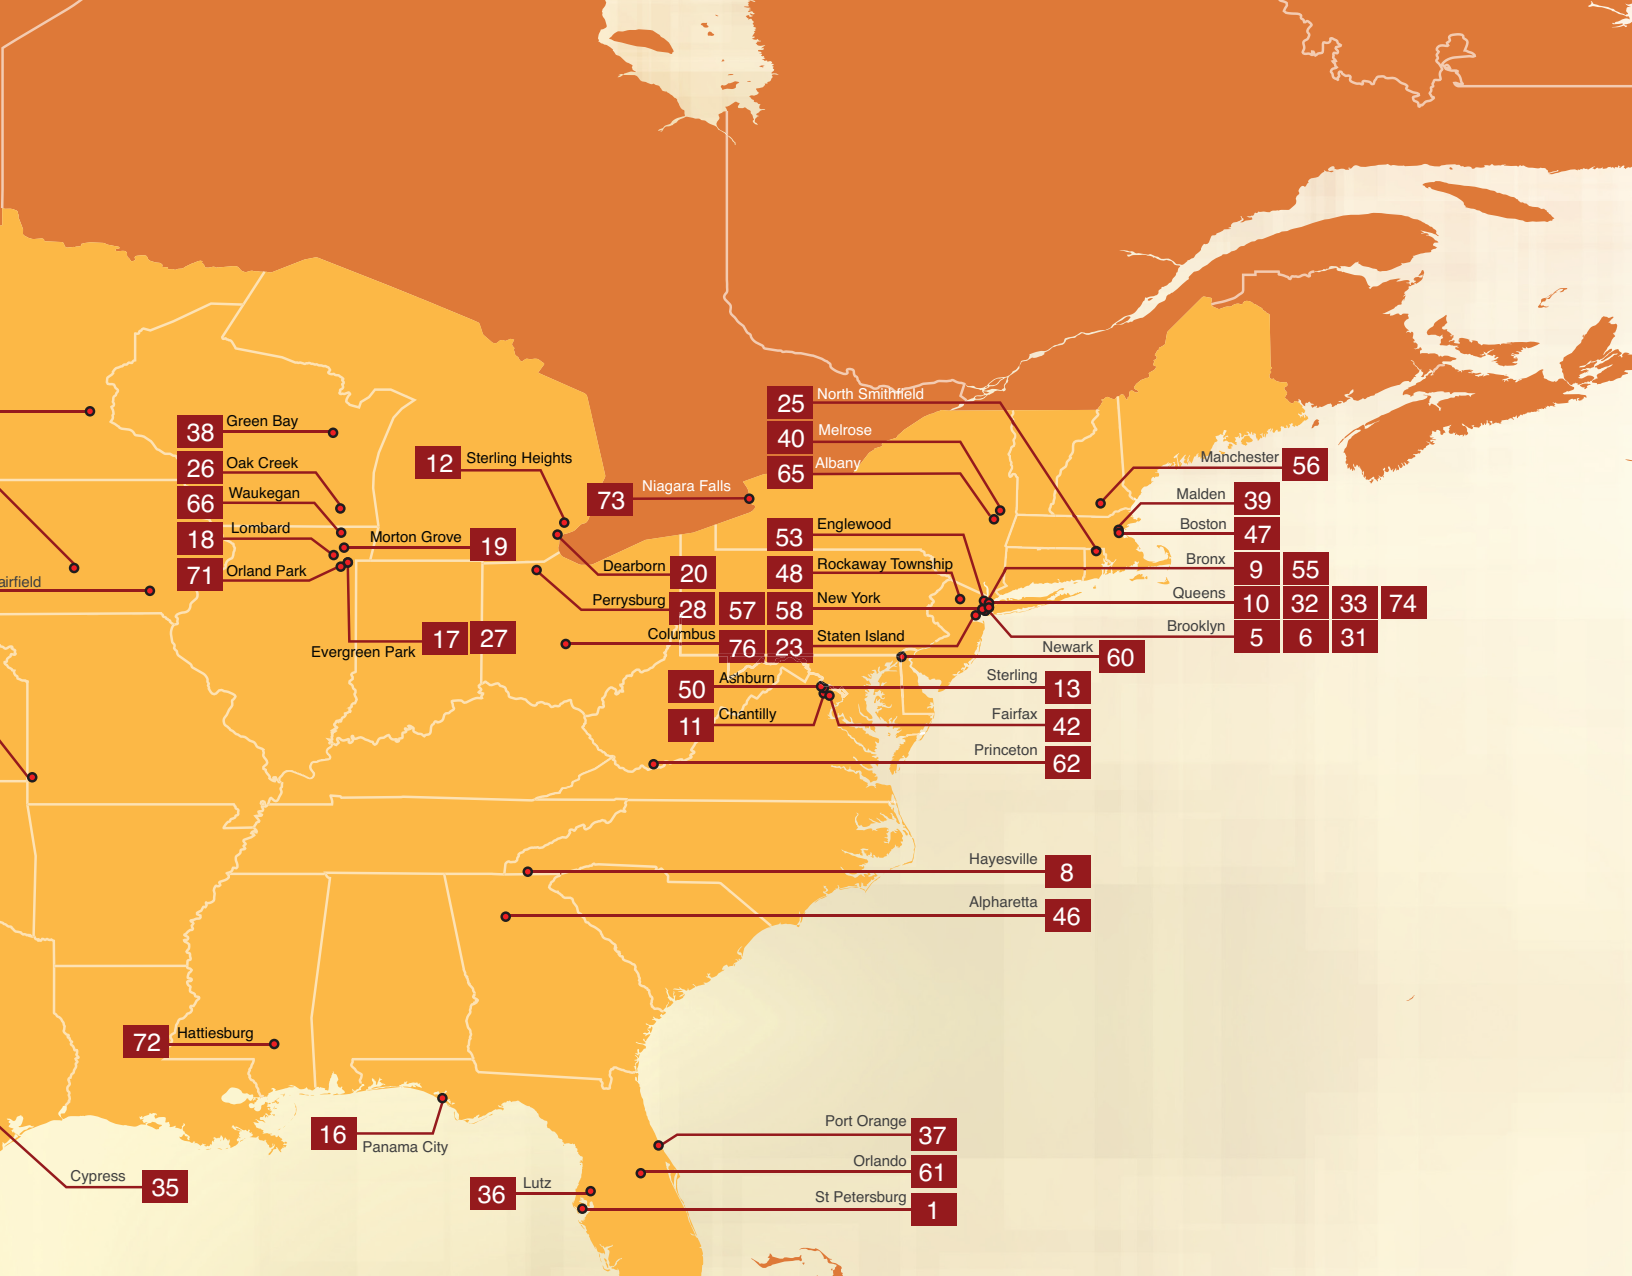 25 North Smithfield
40 Melrose
65 Albany
38 Green Bay
26 Oak Creek
66 Waukegan
18 Lombard
71 Orland Park
Morton Grove 19
Evergreen Park 17 27
12 Sterling Heights
73 Niagara Falls
Dearborn 20
Perrysburg 28
57 58 New York
Columbus 76
23 Staten Island
53 Englewood
48 Rockaway Township
Manchester 56
Malden 39
Boston 47
Bronx 9 55
Queens 10 32 33 74
Brooklyn 5 6 31
Newark 60
50 Ashburn
11 Chantilly
Sterling 13
Fairfax 42
Princeton 62
airfield
Hayesville 8
Alpharetta 46
72 Hattiesburg
16 Panama City
Cypress 35
36 Lutz
Port Orange 37
Orlando 61
St Petersburg 1